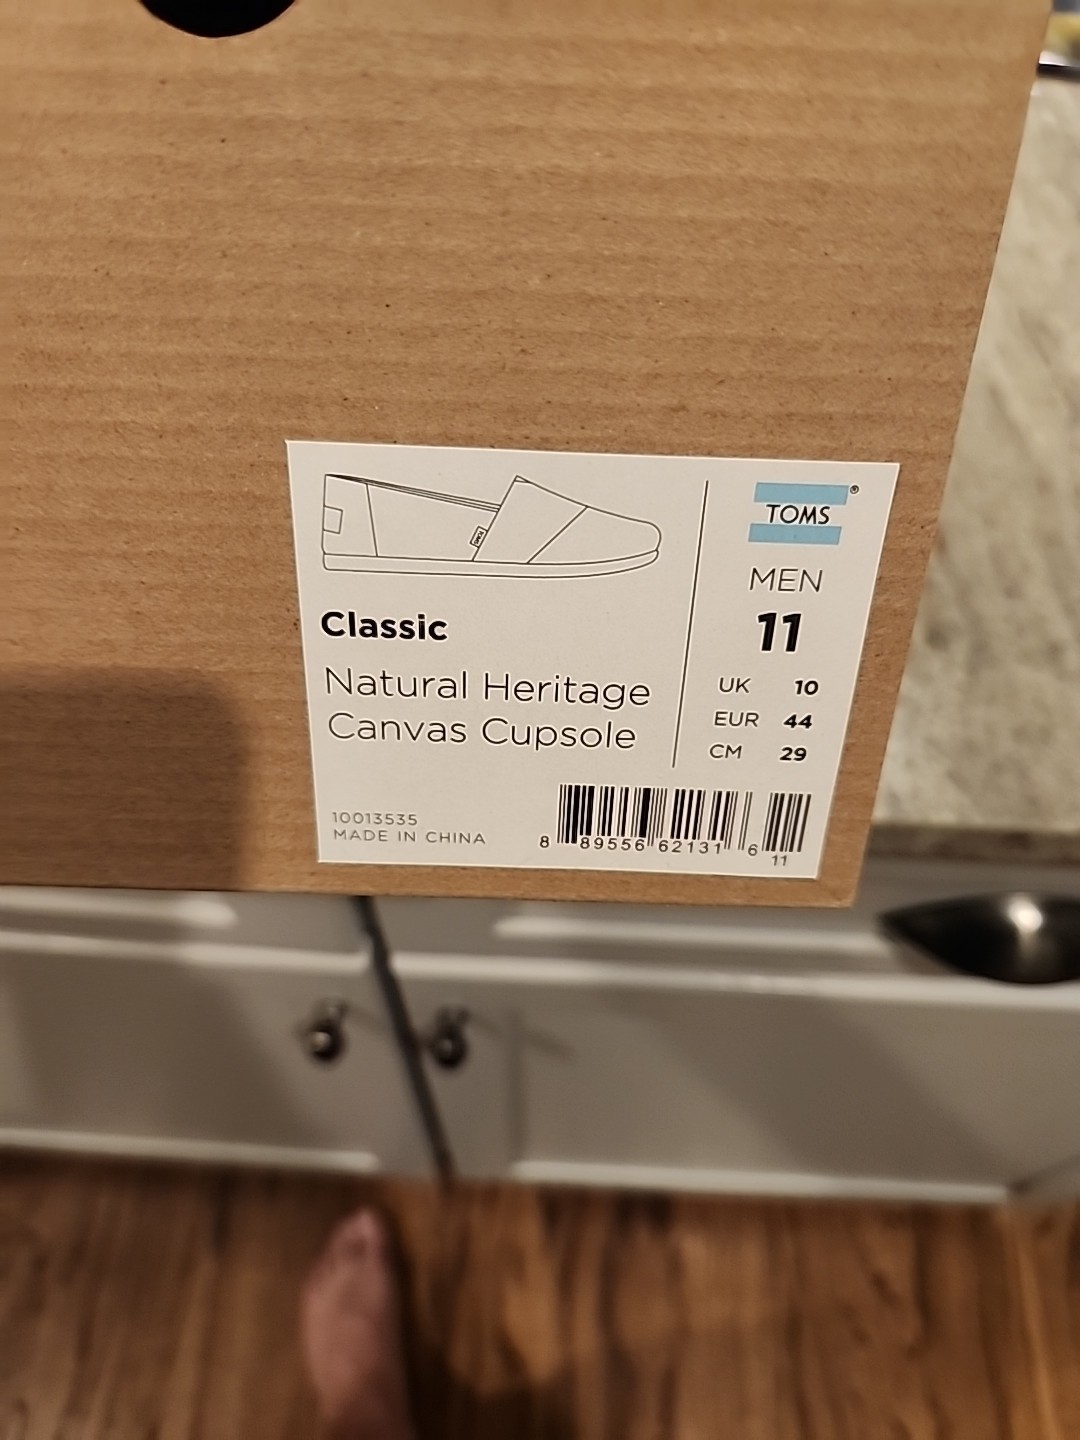 TOMS
Classic
Natural Heritage
Canvas Cupsole
10013535
MADE IN CHINA
TOMS®
MEN
11
UK 10
EUR 44
CM 29
8 89556 62131 6
11